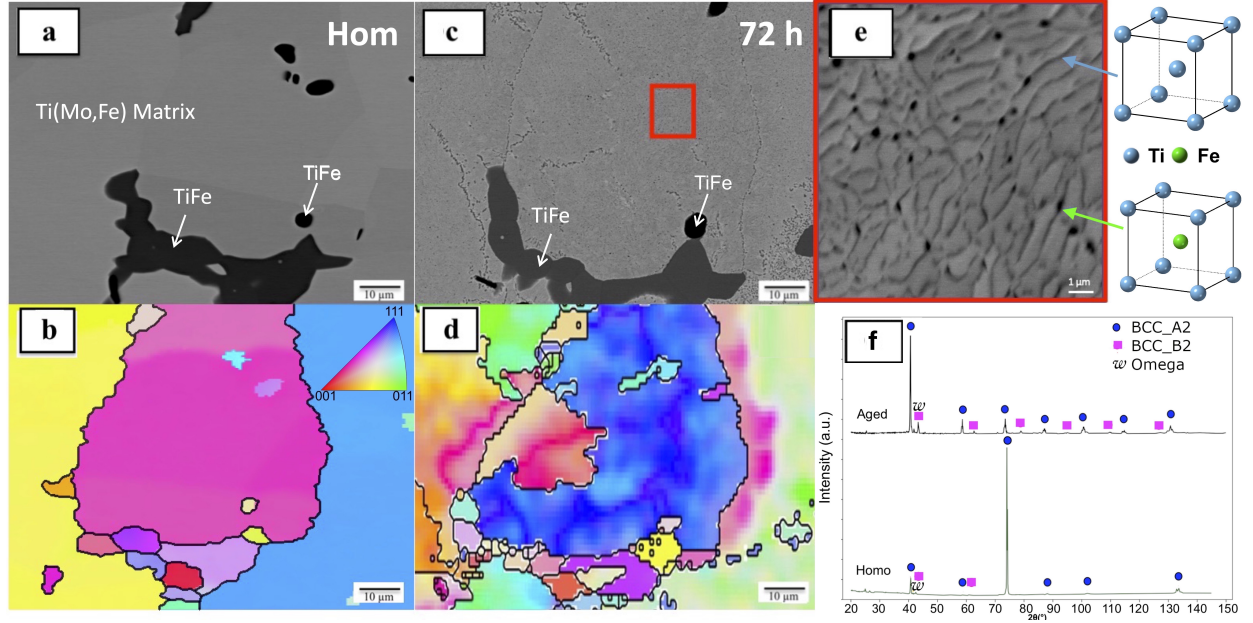 a
Hom
Ti(Mo,Fe) Matrix
TiFe
TiFe
10 µm
c
72 h
TiFe
TiFe
10 µm
e
1 µm
Ti
Fe
b
111
001
011
10 µm
d
10 µm
f
BCC_A2
BCC_B2
w Omega
Aged
w
Intensity (a.u.)
Homo
w
20 30 40 50 60 70 80 90 100 110 120 130 140 150
2θ(°)